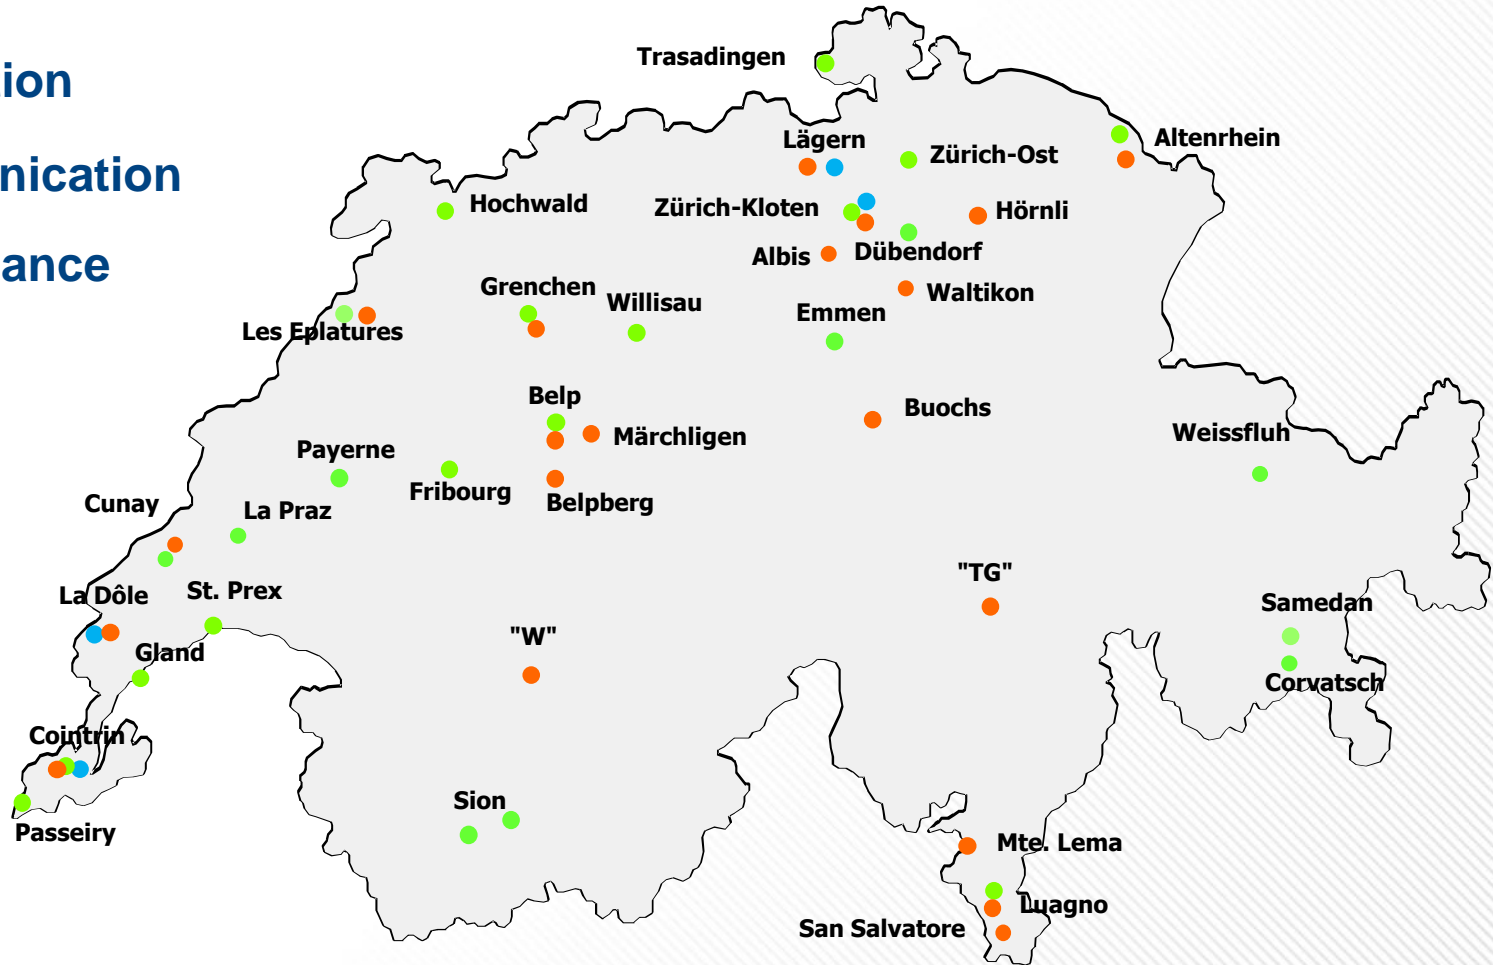 tion
nication
lance
Trasadingen
Lägern
Zürich-Ost
Altenrhein
Hochwald
Zürich-Kloten
Hörnli
Albis
Dübendorf
Grenchen
Willisau
Waltikon
Emmen
Les Eplatures
Belp
Buochs
Märchligen
Weissfluh
Payerne
Fribourg
Belpberg
Cunay
La Praz
"TG"
La Dôle
St. Prex
Samedan
"W"
Gland
Corvatsch
Cointrin
Sion
Passeiry
Mte. Lema
Luagno
San Salvatore